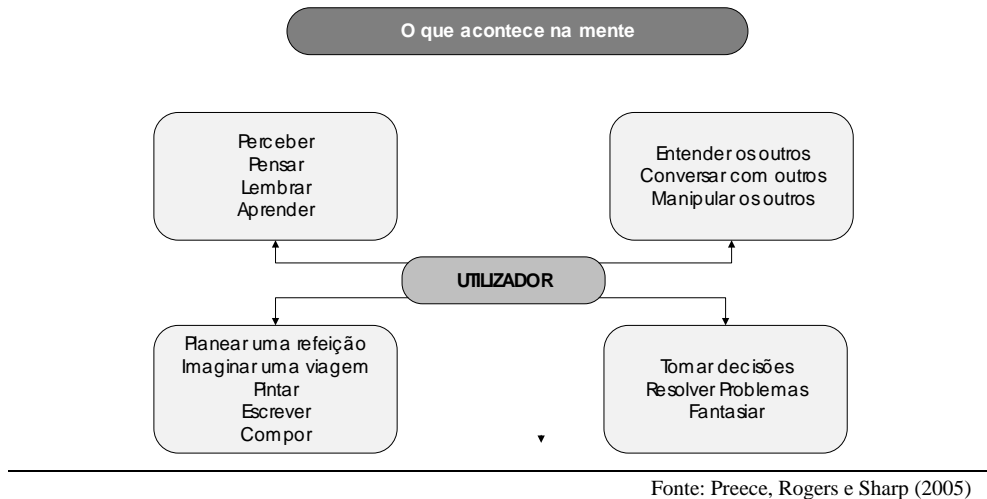 O que acontece na mente
Perceber
Pensar
Lembrar
Aprender
Entender os outros
Conversar com outros
Manipular os outros
UTILIZADOR
Planear uma refeição
Imaginar uma viagem
Pintar
Escrever
Compor
Tomar decisões
Resolver Problemas
Fantasiar
Fonte: Preece, Rogers e Sharp (2005)